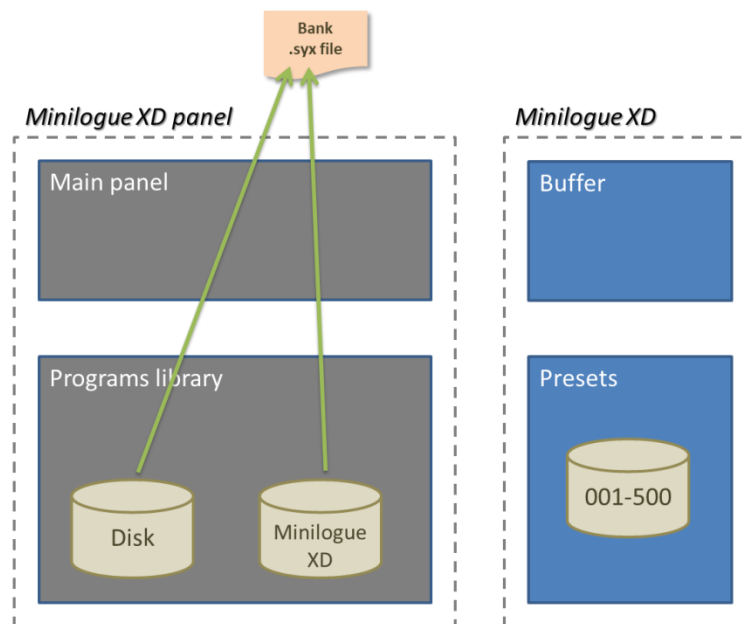 Bank
.syx file
Minilogue XD panel
Minilogue XD
Main panel
Buffer
Programs library
Presets
Disk
Minilogue
XD
001-500